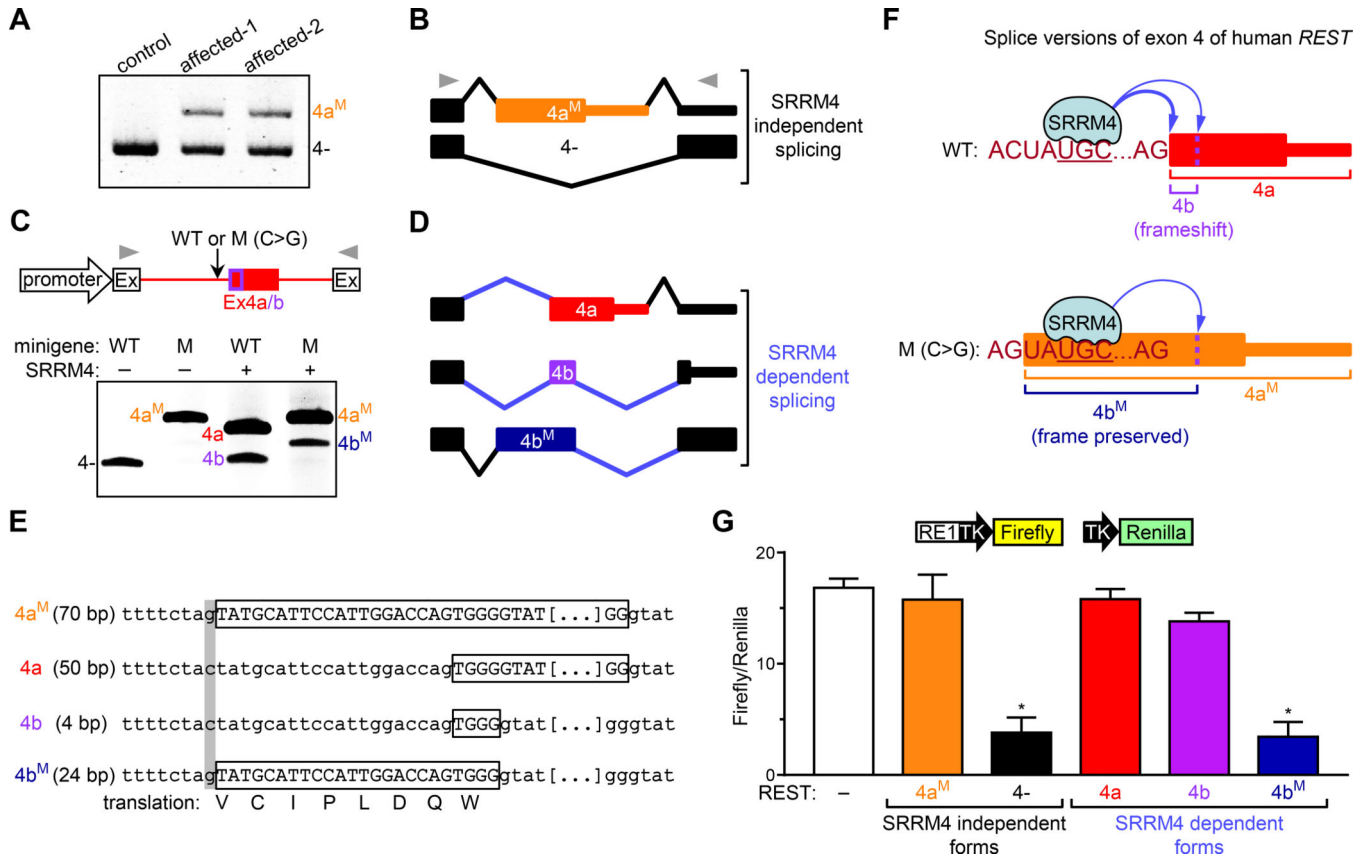 A
control
affected-1
affected-2
4aM
4-
B
4aM
4-
SRRM4
independent
splicing
C
WT or M (C>G)
promoter
Ex
Ex
Ex4a/b
minigene: WT M WT M
SRRM4: – – + +
4aM
4a
4aM
4bM
4b
4-
D
4a
4b
4bM
SRRM4
dependent
splicing
E
4aM (70 bp) ttttctagTATGCATTCCATTGGACCAGTGGGGTAT[...]GGgtat
4a (50 bp) ttttctactatgcattccattggaccagTGGGGTAT[...]GGgtat
4b (4 bp) ttttctactatgcattccattggaccagTGGGgtat[...]gggtat
4bM (24 bp) ttttctagTATGCATTCCATTGGACCAGTGGGgtat[...]gggtat
translation: V C I P L D Q W
F
Splice versions of exon 4 of human REST
SRRM4
WT: ACUAUGC...AG
4a
4b
(frameshift)
SRRM4
M (C>G): AGUAUGC...AG
4aM
4bM
(frame preserved)
G
RE1 TK Firefly
TK Renilla
Firefly/Renilla
20
15
10
5
0
*
*
REST: – 4aM 4- 4a 4b 4bM
SRRM4 independent
forms
SRRM4 dependent
forms